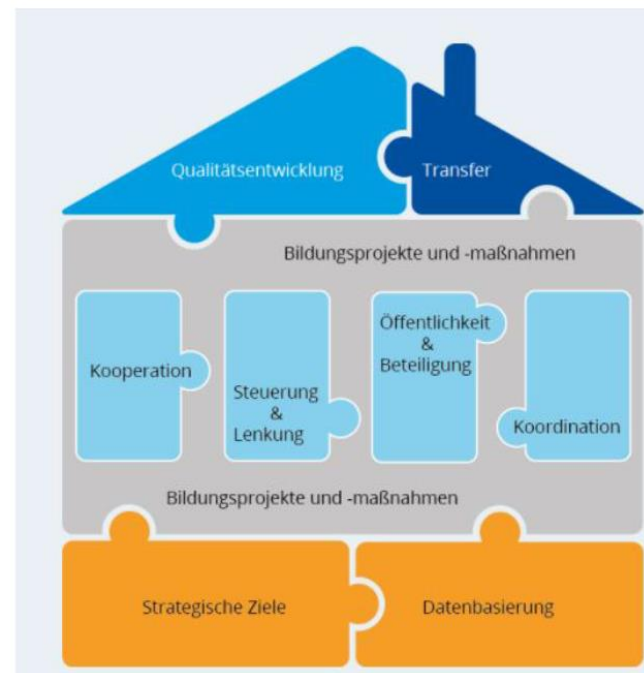 Qualitätsentwicklung
Transfer
Bildungsprojekte und -maßnahmen
Kooperation
Steuerung
&
Lenkung
Öffentlichkeit
&
Beteiligung
Koordination
Bildungsprojekte und -maßnahmen
Strategische Ziele
Datenbasierung